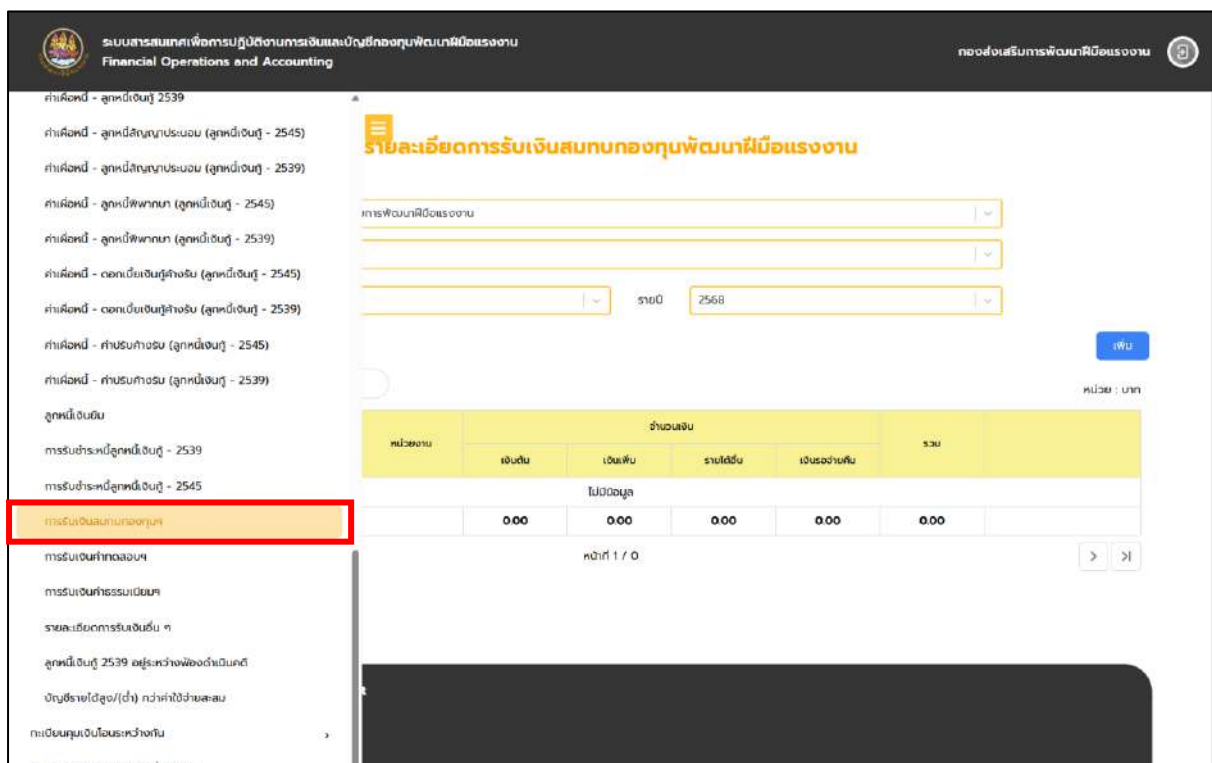 ระบบสารสนเทศเพื่อการปฏิบัติงานการเงินและบัญชีกองทุนพัฒนาฝีมือแรงงาน
Financial Operations and Accounting
กองส่งเสริมการพัฒนาฝีมือแรงงาน
ค่าเผื่อหนี้ - ลูกหนี้เงินกู้ 2539
ค่าเผื่อหนี้ - ลูกหนี้สัญญาประนอม (ลูกหนี้เงินกู้ - 2545)
ค่าเผื่อหนี้ - ลูกหนี้สัญญาประนอม (ลูกหนี้เงินกู้ - 2539)
ค่าเผื่อหนี้ - ลูกหนี้พิพากษา (ลูกหนี้เงินกู้ - 2545)
ค่าเผื่อหนี้ - ลูกหนี้พิพากษา (ลูกหนี้เงินกู้ - 2539)
ค่าเผื่อหนี้ - ดอกเบี้ยเงินกู้ค้างรับ (ลูกหนี้เงินกู้ - 2545)
ค่าเผื่อหนี้ - ดอกเบี้ยเงินกู้ค้างรับ (ลูกหนี้เงินกู้ - 2539)
ค่าเผื่อหนี้ - ค่าปรับค้างรับ (ลูกหนี้เงินกู้ - 2545)
ค่าเผื่อหนี้ - ค่าปรับค้างรับ (ลูกหนี้เงินกู้ - 2539)
ลูกหนี้เงินยืม
การรับชำระหนี้ลูกหนี้เงินกู้ - 2539
การรับชำระหนี้ลูกหนี้เงินกู้ - 2545
การรับเงินสมทบกองทุนฯ
การรับเงินค่าทดสอบฯ
การรับเงินค่าธรรมเนียมฯ
รายละเอียดการรับเงินอื่น ๆ
ลูกหนี้เงินกู้ 2539 อยู่ระหว่างฟ้องดำเนินคดี
บัญชีรายได้สูง/(ต่ำ) กว่าค่าใช้จ่ายสะสม
ทะเบียนคุมเงินโอนระหว่างกัน
รายละเอียดการรับเงินสมทบกองทุนพัฒนาฝีมือแรงงาน
การพัฒนาฝีมือแรงงาน
รายปี 2568
เพิ่ม
หน่วย : บาท
หน่วยงาน จำนวนเงิน รวม
เงินต้น เงินเพิ่ม รายได้อื่น เงินรอจ่ายคืน
ไม่มีข้อมูล
0.00 0.00 0.00 0.00 0.00
หน้าที่ 1 / 0